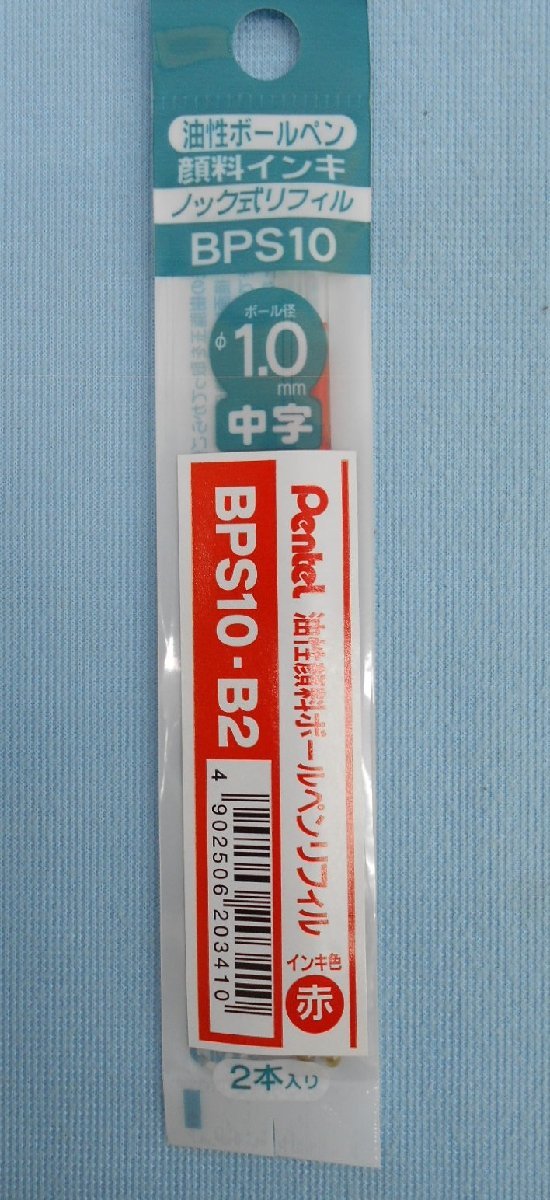 油性ボールペン
顔料インキ
ノック式リフィル
BPS10
ボール径
φ1.0
mm
中字
Pentel 油性顔料ボールペンリフィル
インキ色
赤
BPS10・B2
4 902506 203410
2本入り